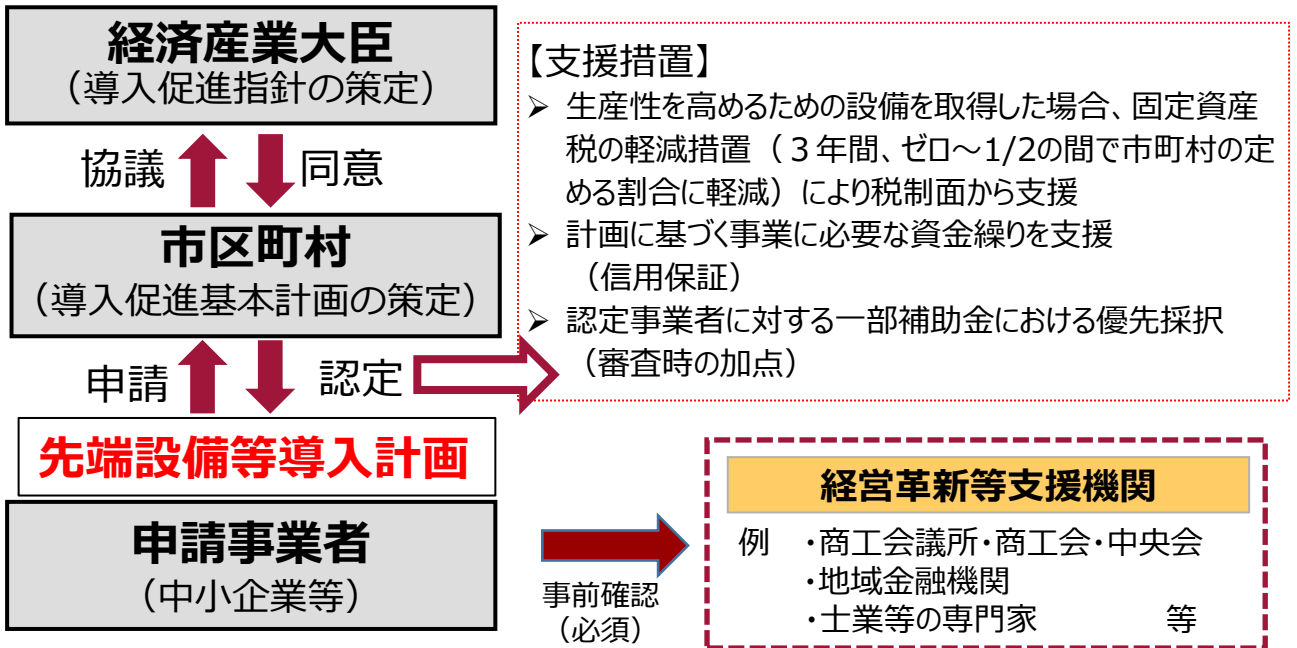 経済産業大臣
（導入促進指針の策定）
協議
同意
市区町村
（導入促進基本計画の策定）
申請
認定
先端設備等導入計画
申請事業者
（中小企業等）
【支援措置】
➢ 生産性を高めるための設備を取得した場合、固定資産
税の軽減措置（３年間、ゼロ～1/2の間で市町村の定
める割合に軽減）により税制面から支援
➢ 計画に基づく事業に必要な資金繰りを支援
（信用保証）
➢ 認定事業者に対する一部補助金における優先採択
（審査時の加点）
事前確認
（必須）
経営革新等支援機関
例 ・商工会議所・商工会・中央会
・地域金融機関
・士業等の専門家 等